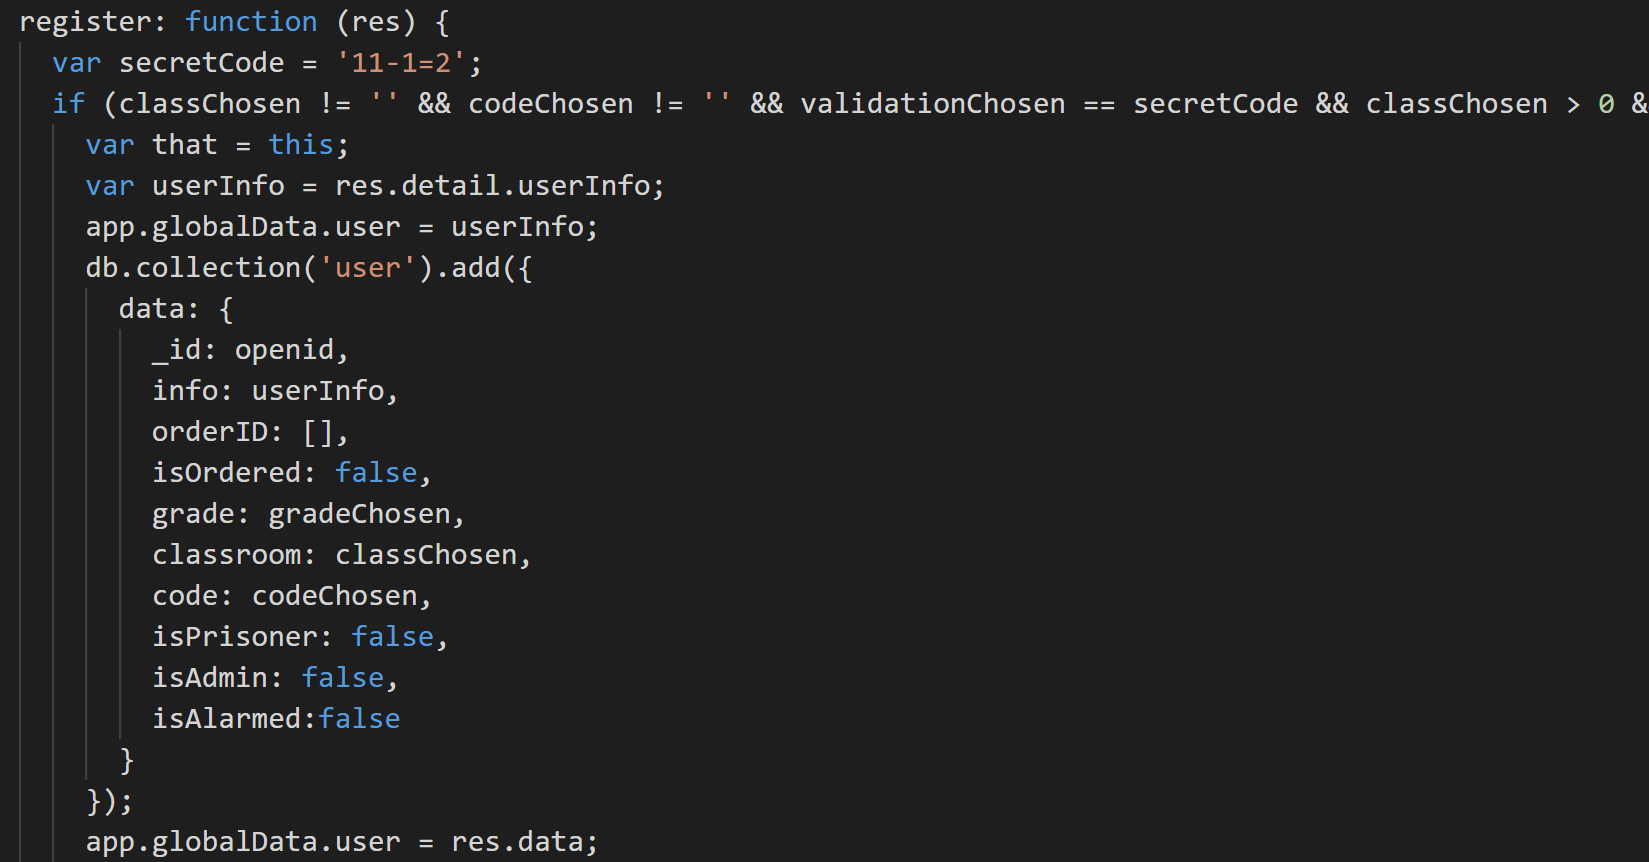 register: function (res) {
var secretCode = '11-1=2';
if (classChosen != '' && codeChosen != '' && validationChosen == secretCode && classChosen > 0 &
var that = this;
var userInfo = res.detail.userInfo;
app.globalData.user = userInfo;
db.collection('user').add({
data: {
_id: openid,
info: userInfo,
orderID: [],
isOrdered: false,
grade: gradeChosen,
classroom: classChosen,
code: codeChosen,
isPrisoner: false,
isAdmin: false,
isAlarmed:false
}
});
app.globalData.user = res.data;